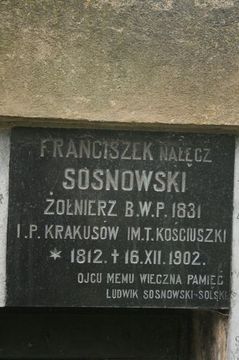 FRANCISZEK NAŁĘCZ
SOSNOWSKI
ŻOŁNIERZ B.W.P. 1831
I.P. KRAKUSÓW IM.T.KOŚCIUSZKI
* 1812. † 16.XII. 1902.
OJCU MEMU WIECZNA PAMIĘĆ
LUDWIK SOSNOWSKI-SOLSKI